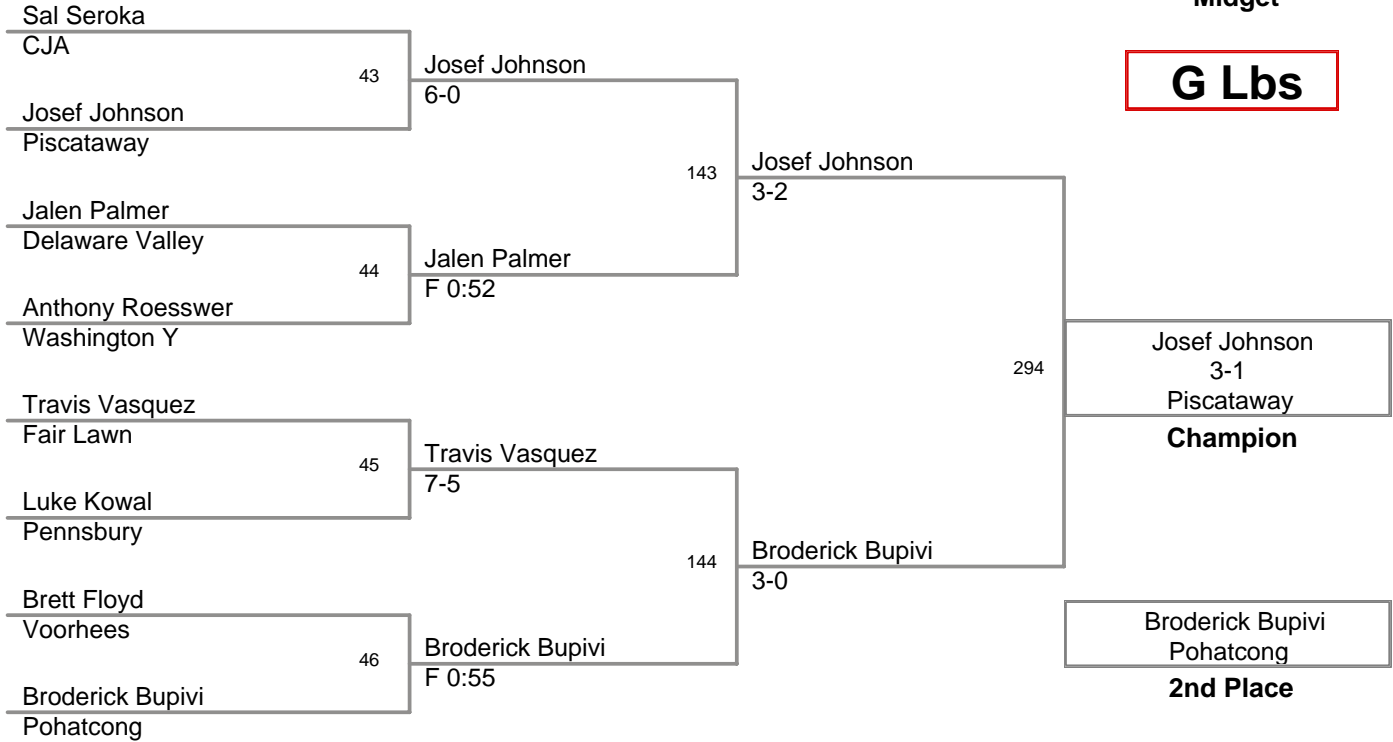 Midget
G Lbs
Sal Seroka
CJA
43
Josef Johnson
6-0
Josef Johnson
Piscataway
143
Josef Johnson
3-2
Jalen Palmer
Delaware Valley
44
Jalen Palmer
F 0:52
Anthony Roesswer
Washington Y
294
Josef Johnson
3-1
Piscataway
Champion
Travis Vasquez
Fair Lawn
45
Travis Vasquez
7-5
Luke Kowal
Pennsbury
144
Broderick Bupivi
3-0
Brett Floyd
Voorhees
46
Broderick Bupivi
F 0:55
Broderick Bupivi
Pohatcong
Broderick Bupivi
Pohatcong
2nd Place